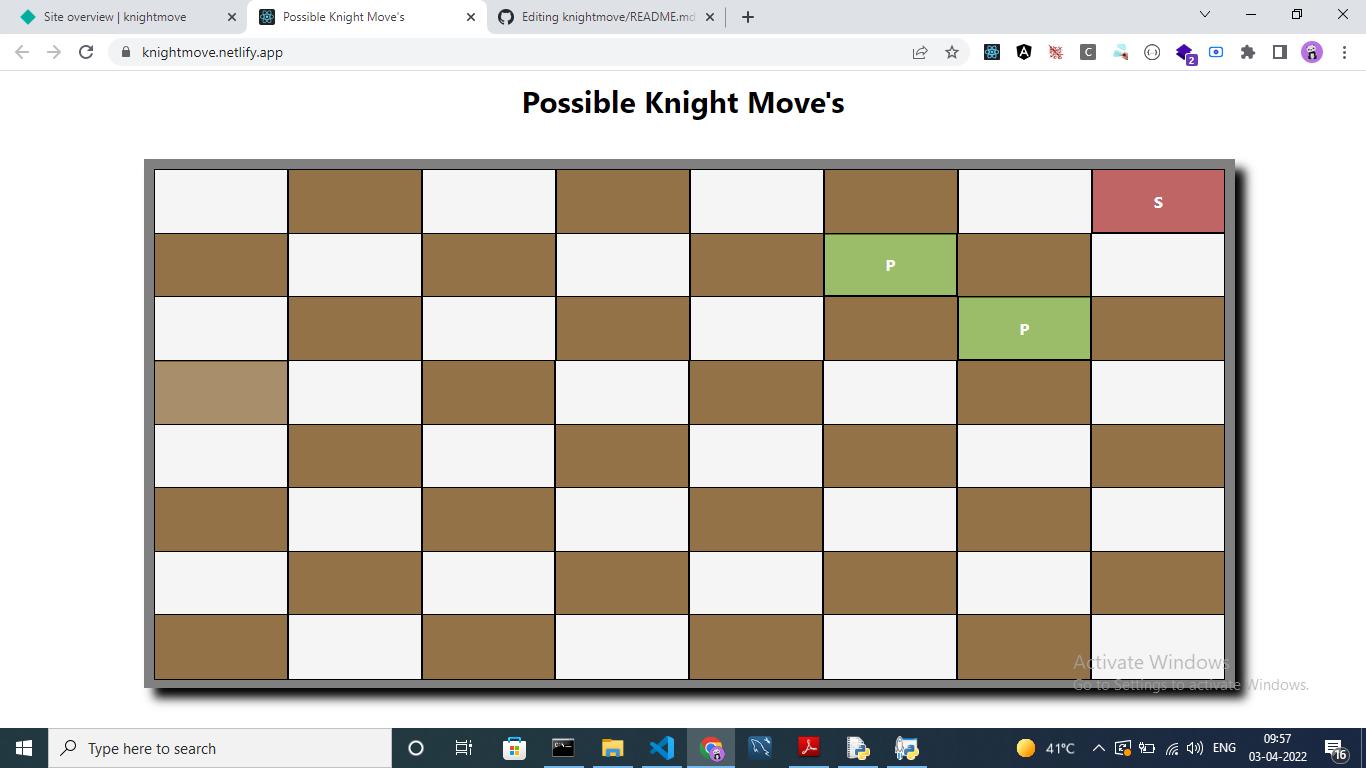 Site overview | knightmove
Possible Knight Move's
Editing knightmove/README.md
knightmove.netlify.app
C
2
Possible Knight Move's
S
P
P
Activate Windows
Go to Settings to activate Windows.
Type here to search
41°C
ENG
09:57
03-04-2022
16